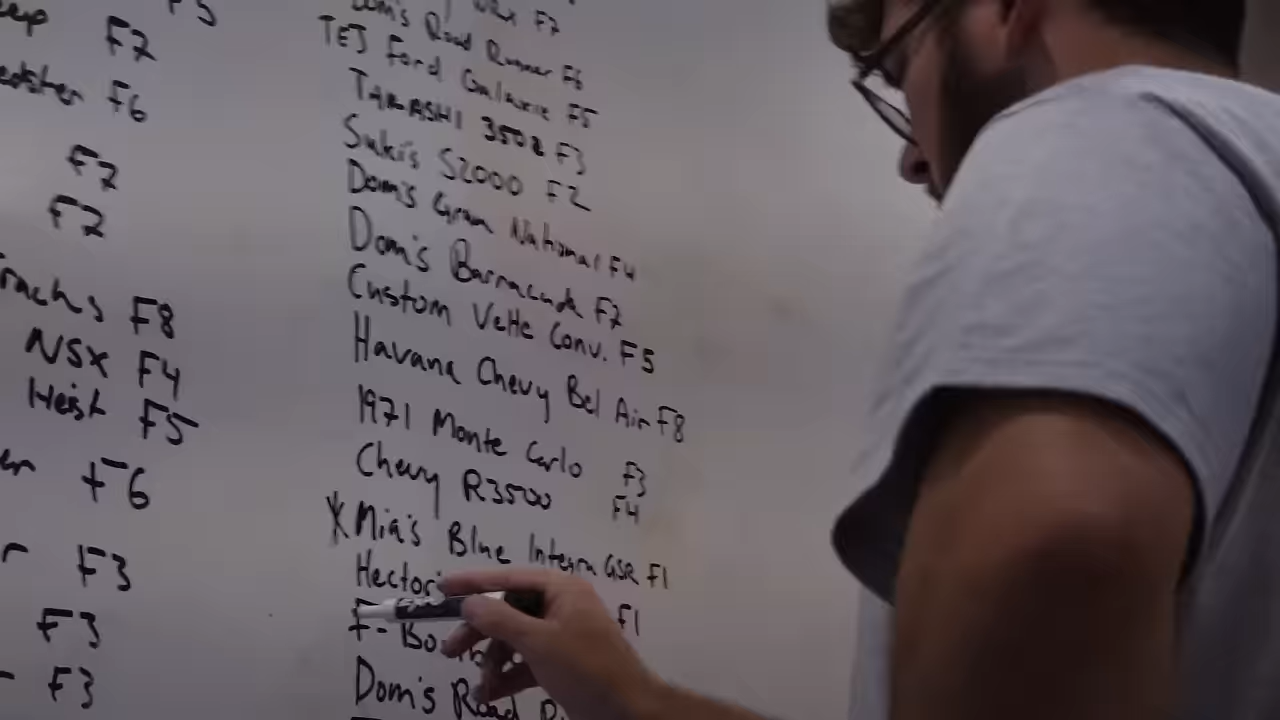 F5
F7
F6
F2
F2
F8
NSX F4
Heist F5
F6
F3
F3
F3
F7
Dom's Road Runner F6
TEJ Ford Galaxie F5
TAKASHI 350Z F3
Suki's S2000 F2
Dom's Gran National F4
Dom's Barracuda F7
Custom Vette Conv. F5
Havana Chevy Bel Air F8
1971 Monte Carlo F3
Chevy R3500 F4
* Mia's Blue Integra GSR F1
Hector's F1
F-
Dom's Road